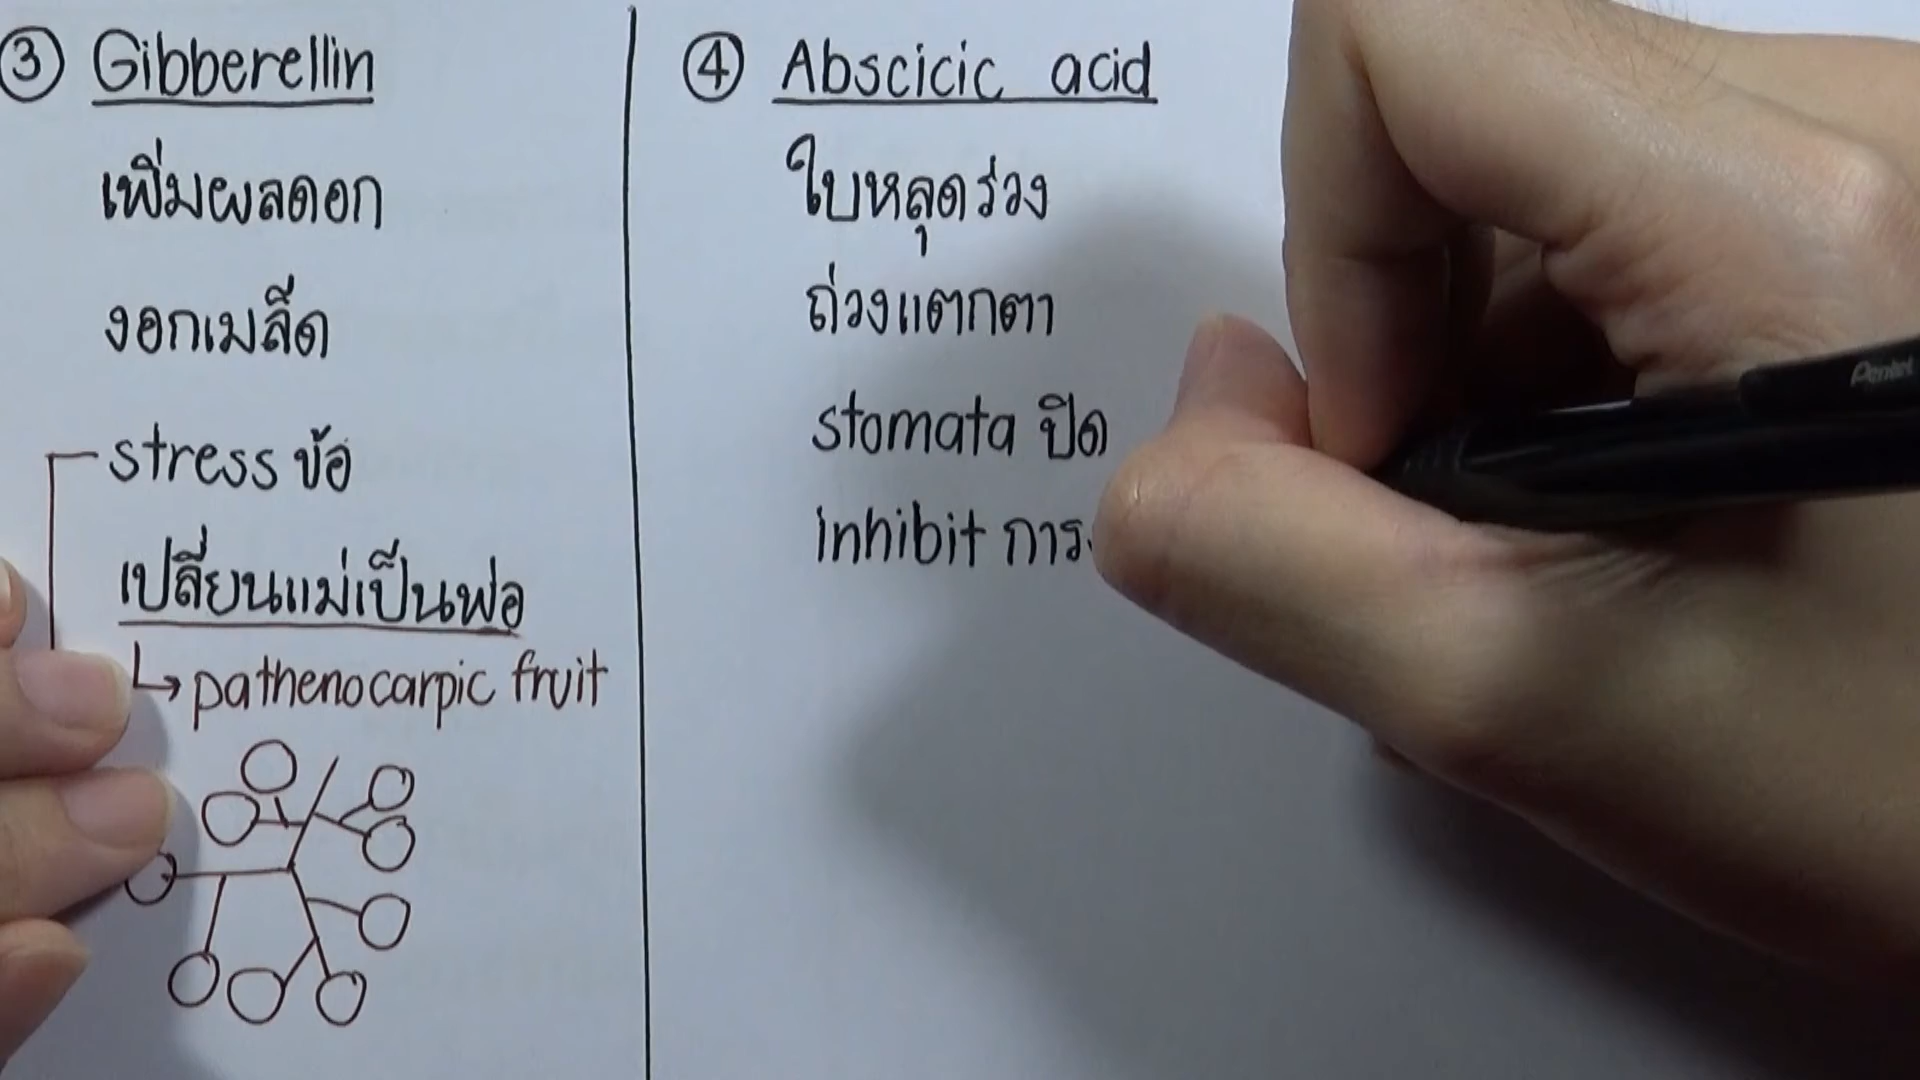 ③ Gibberellin
เพิ่มผลดอก
งอกเมล็ด
stress ข้อ
เปลี่ยนแม่เป็นพ่อ
↳ pathenocarpic fruit
④ Abscicic acid
ใบหลุดร่วง
ถ่วงแตกตา
stomata ปิด
inhibit การ
Pentel